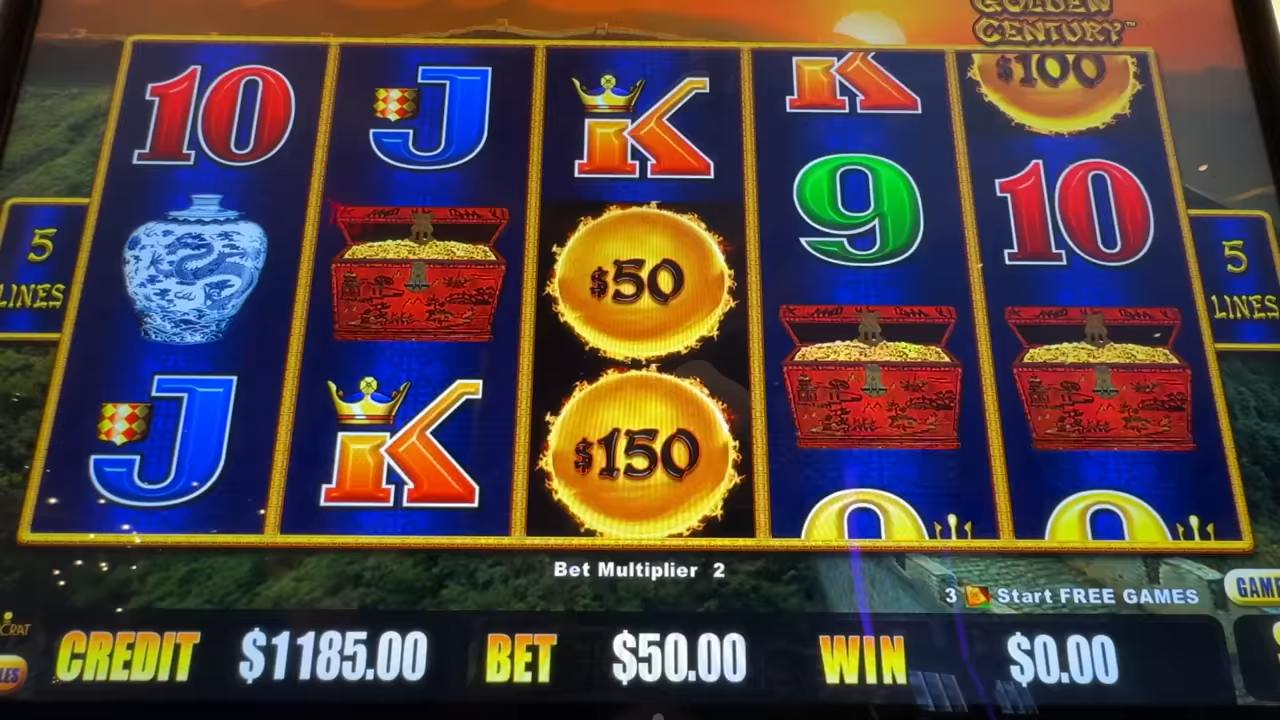 GOLDEN
CENTURY™
10 J K K $100
$50 9 10
J K $150
5
LINES
5
LINES
Bet Multiplier 2
3 Start FREE GAMES
CREDIT $1185.00 BET $50.00 WIN $0.00